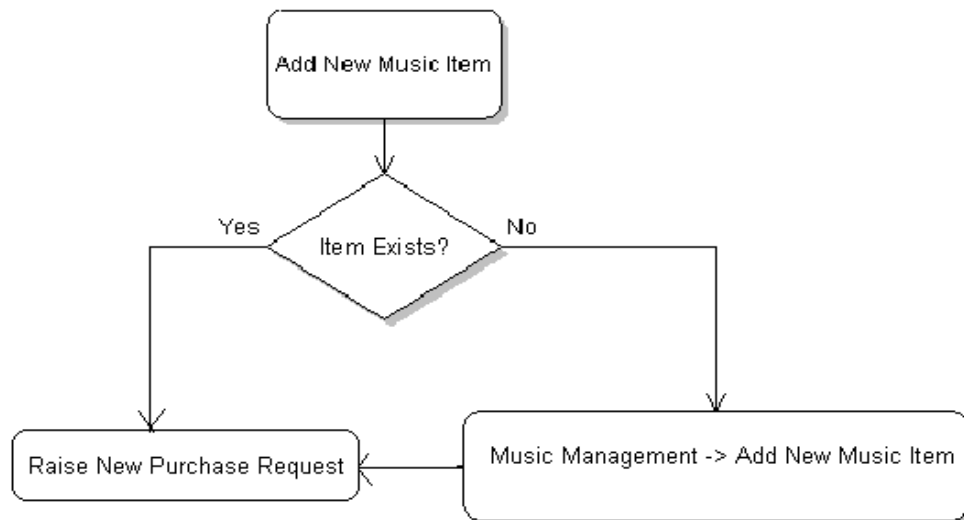 Add New Music Item
Yes
No
Item Exists?
Raise New Purchase Request
Music Management -> Add New Music Item